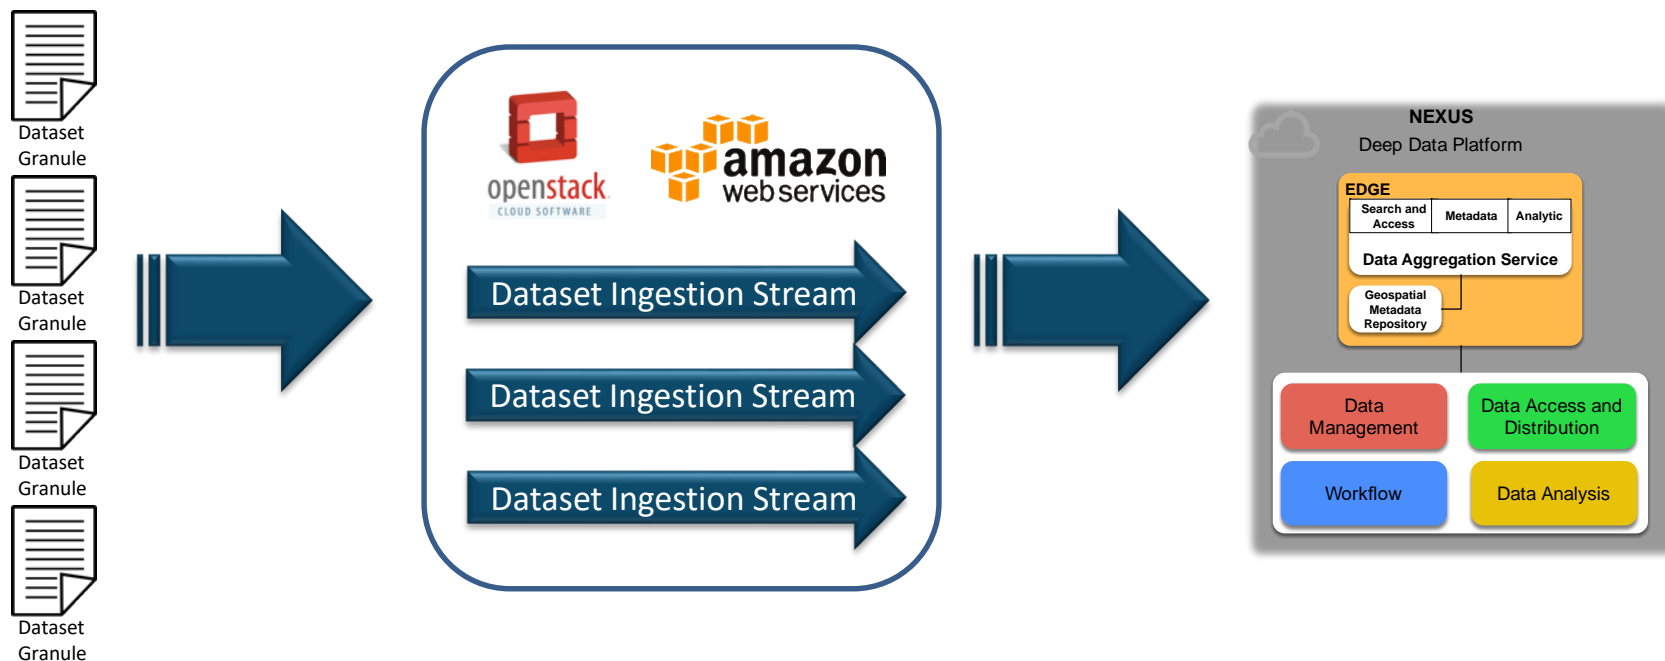 Dataset
Granule
Dataset
Granule
Dataset
Granule
Dataset
Granule
openstack
CLOUD SOFTWARE
amazon
web services
Dataset Ingestion Stream
Dataset Ingestion Stream
Dataset Ingestion Stream
NEXUS
Deep Data Platform
EDGE
Search and
Access
Metadata
Analytic
Data Aggregation Service
Geospatial
Metadata
Repository
Data
Management
Data Access and
Distribution
Workflow
Data Analysis